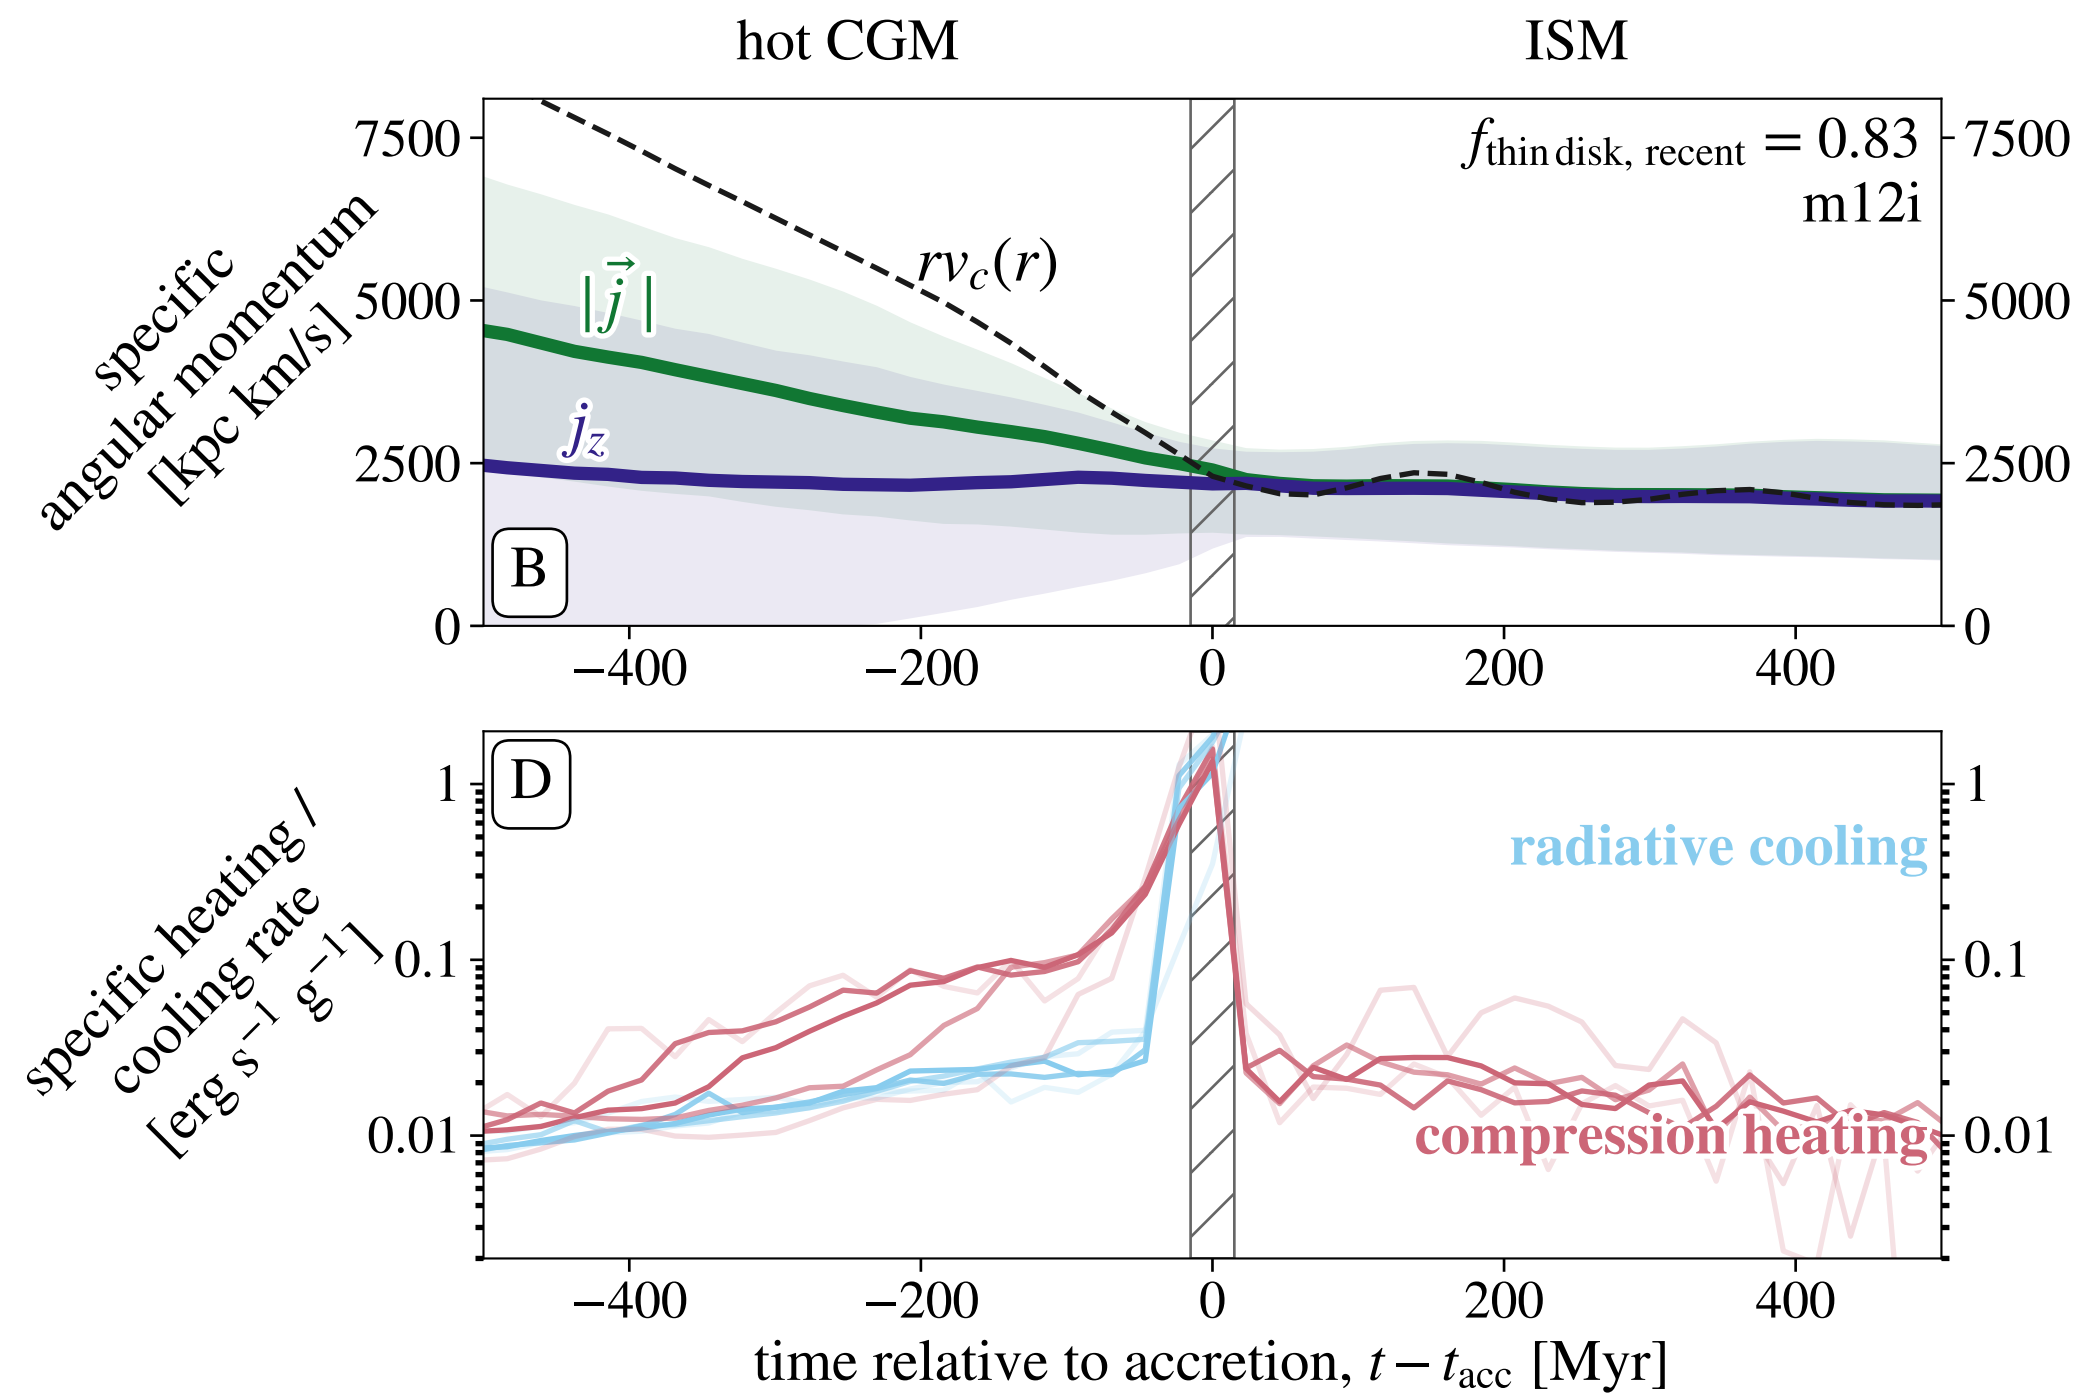 hot CGM
ISM
specific
angular momentum
[kpc km/s]
7500
5000
2500
0
f_thin disk, recent = 0.83
m12i
rv_c(r)
|j⃗|
j_z
B
7500
5000
2500
0
−400
−200
0
200
400
specific heating /
cooling rate
[erg s⁻¹ g⁻¹]
1
0.1
0.01
D
radiative cooling
compression heating
1
0.1
0.01
−400
−200
0
200
400
time relative to accretion, t − t_acc [Myr]